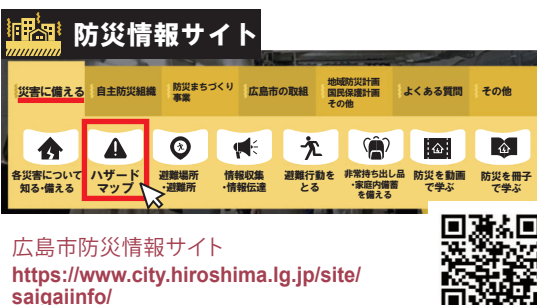 防災情報サイト
災害に備える
自主防災組織
防災まちづくり
事業
広島市の取組
地域防災計画
国民保護計画
その他
よくある質問
その他
各災害について
知る・備える
ハザード
マップ
避難場所
・避難所
情報収集
・情報伝達
避難行動を
とる
非常持ち出し品
・家庭内備蓄
を備える
防災を動画
で学ぶ
防災を冊子
で学ぶ
広島市防災情報サイト
https://www.city.hiroshima.lg.jp/site/
saigaiinfo/